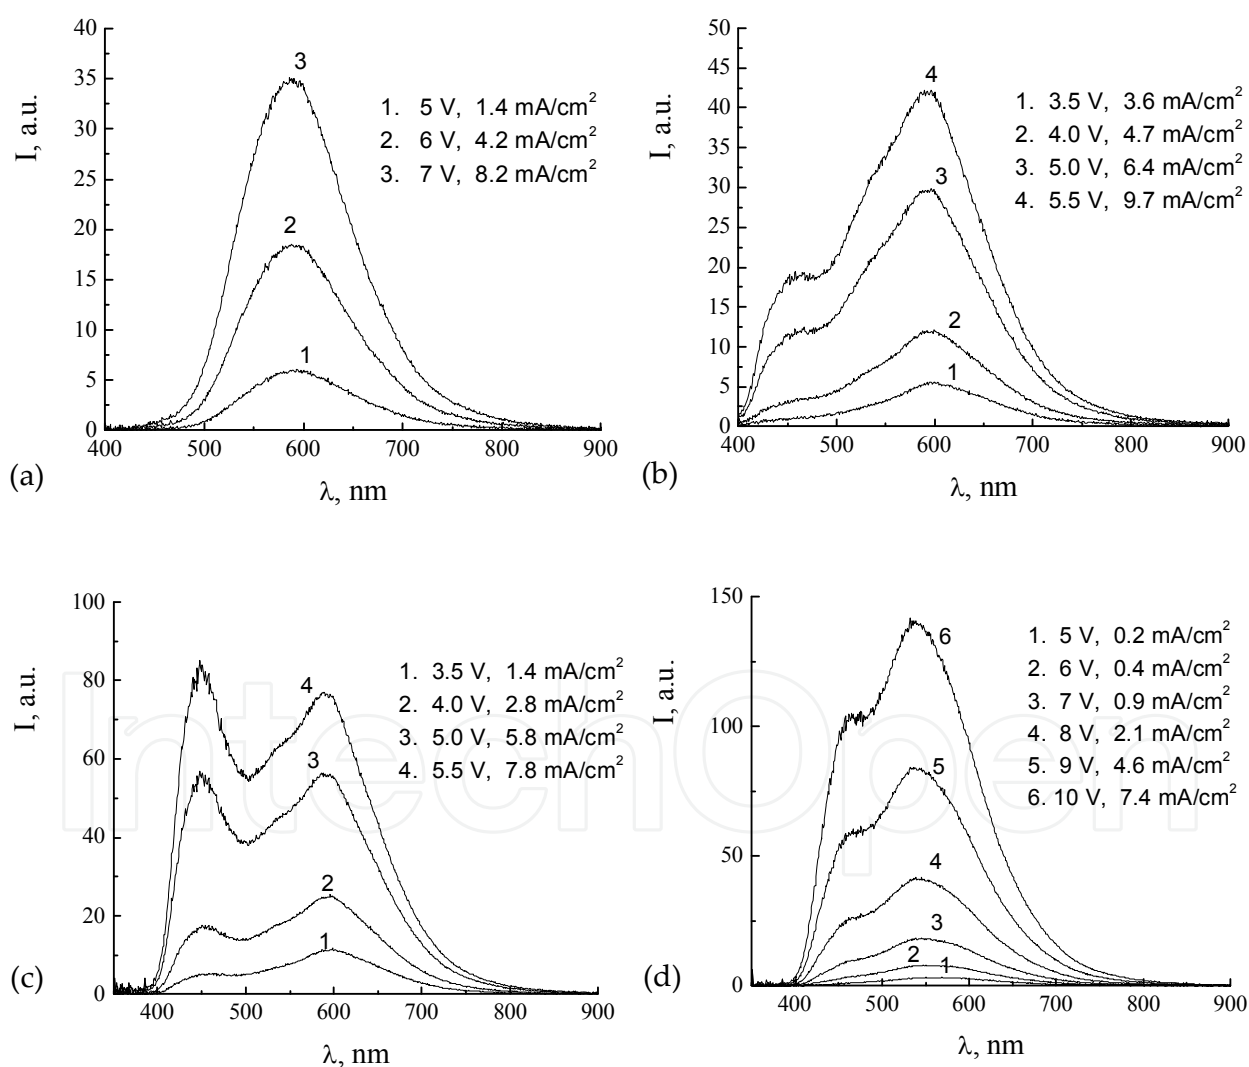 I, a.u.
40
35
30
25
20
15
10
5
0
3
2
1
1. 5 V, 1.4 mA/cm²
2. 6 V, 4.2 mA/cm²
3. 7 V, 8.2 mA/cm²
400 500 600 700 800 900
(a)
λ, nm
I, a.u.
50
45
40
35
30
25
20
15
10
5
0
4
3
2
1
1. 3.5 V, 3.6 mA/cm²
2. 4.0 V, 4.7 mA/cm²
3. 5.0 V, 6.4 mA/cm²
4. 5.5 V, 9.7 mA/cm²
400 500 600 700 800 900
(b)
λ, nm
I, a.u.
100
80
60
40
20
0
4
3
2
1
1. 3.5 V, 1.4 mA/cm²
2. 4.0 V, 2.8 mA/cm²
3. 5.0 V, 5.8 mA/cm²
4. 5.5 V, 7.8 mA/cm²
400 500 600 700 800 900
(c)
λ, nm
I, a.u.
150
100
50
0
6
5
4
3
2
1
1. 5 V, 0.2 mA/cm²
2. 6 V, 0.4 mA/cm²
3. 7 V, 0.9 mA/cm²
4. 8 V, 2.1 mA/cm²
5. 9 V, 4.6 mA/cm²
6. 10 V, 7.4 mA/cm²
400 500 600 700 800 900
(d)
λ, nm
IntechOpen